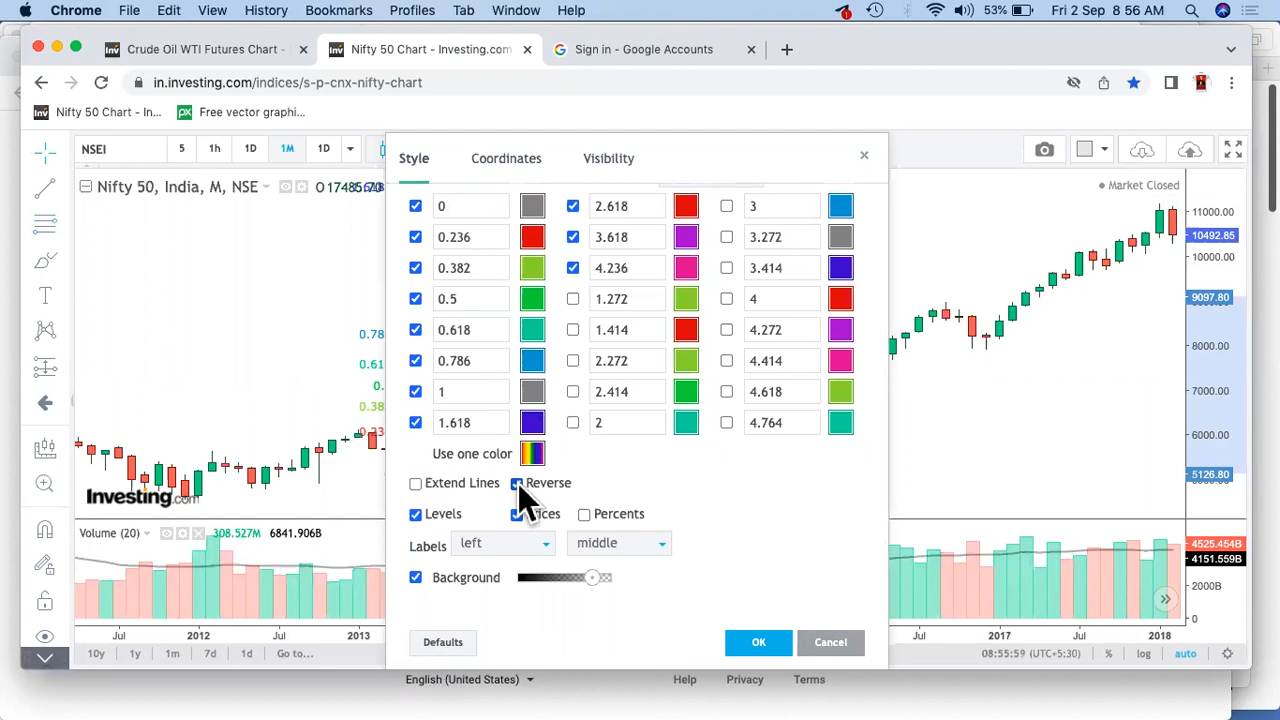 Chrome File Edit View History Bookmarks Profiles Tab Window Help 53% Fri 2 Sep 8:56 AM
Crude Oil WTI Futures Chart - Nifty 50 Chart - Investing.com Sign in - Google Accounts
in.investing.com/indices/s-p-cnx-nifty-chart
Nifty 50 Chart - In... Free vector graphi...
NSEI 5 1h 1D 1M 1D
Style Coordinates Visibility
Nifty 50, India, M, NSE
Market Closed
0 2.618 3
0.236 3.618 3.272
0.382 4.236 3.414
0.5 1.272 4
0.618 1.414 4.272
0.786 2.272 4.414
1 2.414 4.618
1.618 2 4.764
Use one color
Extend Lines Reverse
Levels Percents
Labels left middle
Background
Defaults OK Cancel
0.78
0.61
0.
0.38
0.23
11000.00
10492.85
10000.00
9097.80
8000.00
7000.00
6000.00
5126.80
Investing.com
Volume (20) 308.527M 6841.906B
4525.454B
4151.559B
2000B
0
Jul 2012 Jul 2013 Jul 2017 Jul 2018
10y 1y 1m 7d 1d Go to... 08:55:59 (UTC+5:30) % log auto
English (United States) Help Privacy Terms